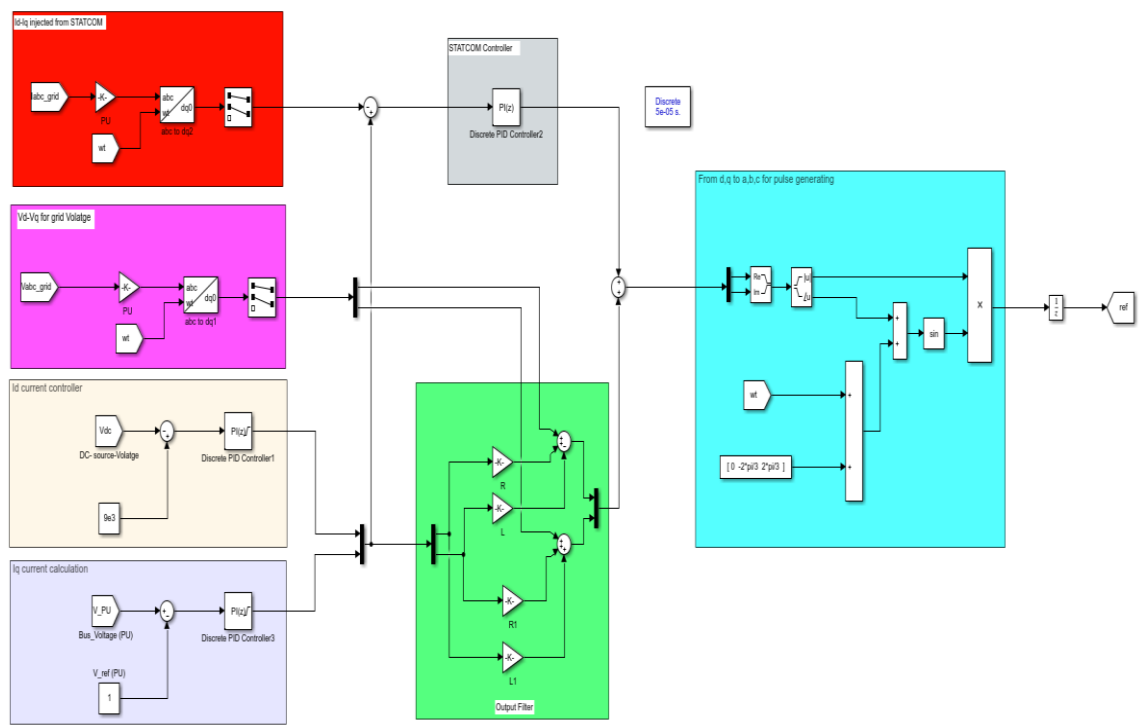 Id-Iq injected from STATCOM
Iabc_grid
-K-
PU
abc
wt
dq0
abc to dq2
wt
STATCOM Controller
PI(z)
Discrete PID Controller2
Discrete
5e-05 s.
Vd-Vq for grid Volatge
Vabc_grid
-K-
PU
abc
wt
dq0
abc to dq1
wt
Id current controller
Vdc
DC- source-Volatge
PI(z)
Discrete PID Controller1
9e3
Iq current calculation
V_PU
Bus_Voltage (PU)
PI(z)
Discrete PID Controller3
V_ref (PU)
1
-K-
R
-K-
L
-K-
R1
-K-
L1
Output Filter
From d,q to a,b,c for pulse generating
Re
Im
|u|
∠u
sin
X
wt
[ 0 -2*pi/3 2*pi/3 ]
1
z
ref